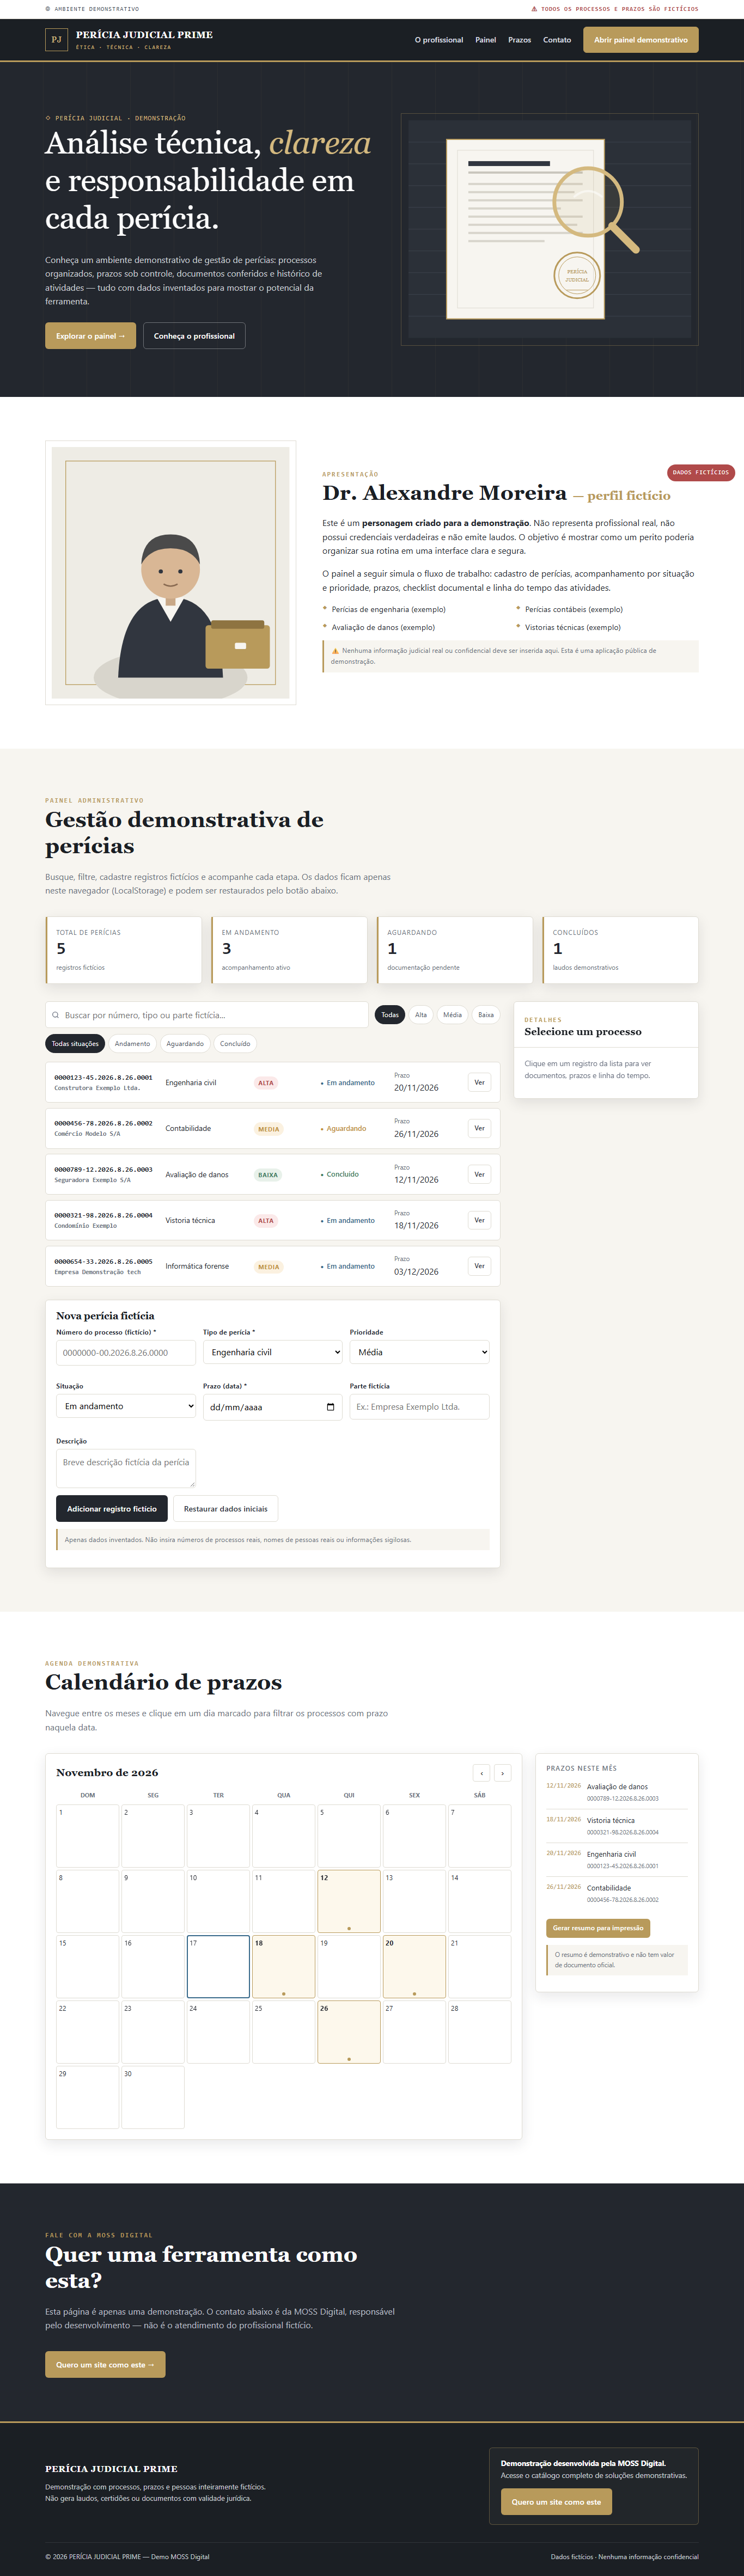 AMBIENTE DEMONSTRATIVO
⚠ TODOS OS PROCESSOS E PRAZOS SÃO FICTÍCIOS
PJ
PERÍCIA JUDICIAL PRIME
ÉTICA · TÉCNICA · CLAREZA
O profissional
Painel
Prazos
Contato
Abrir painel demonstrativo
PERÍCIA JUDICIAL · DEMONSTRAÇÃO
Análise técnica, clareza
e responsabilidade em
cada perícia.
Conheça um ambiente demonstrativo de gestão de perícias: processos
organizados, prazos sob controle, documentos conferidos e histórico de
atividades — tudo com dados inventados para mostrar o potencial da
ferramenta.
Explorar o painel →
Conheça o profissional
PERÍCIA
JUDICIAL
DADOS FICTÍCIOS
APRESENTAÇÃO
Dr. Alexandre Moreira — perfil fictício
Este é um personagem criado para a demonstração. Não representa profissional real, não
possui credenciais verdadeiras e não emite laudos. O objetivo é mostrar como um perito poderia
organizar sua rotina em uma interface clara e segura.
O painel a seguir simula o fluxo de trabalho: cadastro de perícias, acompanhamento por situação
e prioridade, prazos, checklist documental e linha do tempo das atividades.
Perícias de engenharia (exemplo)
Perícias contábeis (exemplo)
Avaliação de danos (exemplo)
Vistorias técnicas (exemplo)
⚠ Nenhuma informação judicial real ou confidencial deve ser inserida aqui. Esta é uma aplicação pública de
demonstração.
PAINEL ADMINISTRATIVO
Gestão demonstrativa de
perícias
Busque, filtre, cadastre registros fictícios e acompanhe cada etapa. Os dados ficam apenas
neste navegador (LocalStorage) e podem ser restaurados pelo botão abaixo.
TOTAL DE PERÍCIAS
5
registros fictícios
EM ANDAMENTO
3
acompanhamento ativo
AGUARDANDO
1
documentação pendente
CONCLUÍDOS
1
laudos demonstrativos
Buscar por número, tipo ou parte fictícia...
Todas
Alta
Média
Baixa
Todas situações
Andamento
Aguardando
Concluído
DETALHES
Selecione um processo
Clique em um registro da lista para ver
documentos, prazos e linha do tempo.
0000123-45.2026.8.26.0001
Construtora Exemplo Ltda.
Engenharia civil
ALTA
• Em andamento
Prazo
20/11/2026
Ver
0000456-78.2026.8.26.0002
Comércio Modelo S/A
Contabilidade
MEDIA
• Aguardando
Prazo
26/11/2026
Ver
0000789-12.2026.8.26.0003
Seguradora Exemplo S/A
Avaliação de danos
BAIXA
• Concluído
Prazo
12/11/2026
Ver
0000321-98.2026.8.26.0004
Condomínio Exemplo
Vistoria técnica
ALTA
• Em andamento
Prazo
18/11/2026
Ver
0000654-33.2026.8.26.0005
Empresa Demonstração tech
Informática forense
MEDIA
• Em andamento
Prazo
03/12/2026
Ver
Nova perícia fictícia
Número do processo (fictício) *
Tipo de perícia *
Prioridade
0000000-00.2026.8.26.0000
Engenharia civil
Média
Situação
Prazo (data) *
Parte fictícia
Em andamento
dd/mm/aaaa
Ex.: Empresa Exemplo Ltda.
Descrição
Breve descrição fictícia da perícia
Adicionar registro fictício
Restaurar dados iniciais
Apenas dados inventados. Não insira números de processos reais, nomes de pessoas reais ou informações sigilosas.
AGENDA DEMONSTRATIVA
Calendário de prazos
Navegue entre os meses e clique em um dia marcado para filtrar os processos com prazo
naquela data.
Novembro de 2026
‹ ›
DOM SEG TER QUA QUI SEX SÁB
1 2 3 4 5 6 7
8 9 10 11 12 13 14
15 16 17 18 19 20 21
22 23 24 25 26 27 28
29 30
PRAZOS NESTE MÊS
12/11/2026 Avaliação de danos
0000789-12.2026.8.26.0003
18/11/2026 Vistoria técnica
0000321-98.2026.8.26.0004
20/11/2026 Engenharia civil
0000123-45.2026.8.26.0001
26/11/2026 Contabilidade
0000456-78.2026.8.26.0002
Gerar resumo para impressão
O resumo é demonstrativo e não tem valor
de documento oficial.
FALE COM A MOSS DIGITAL
Quer uma ferramenta como
esta?
Esta página é apenas uma demonstração. O contato abaixo é da MOSS Digital, responsável
pelo desenvolvimento — não é o atendimento do profissional fictício.
Quero um site como este →
PERÍCIA JUDICIAL PRIME
Demonstração com processos, prazos e pessoas inteiramente fictícios.
Não gera laudos, certidões ou documentos com validade jurídica.
Demonstração desenvolvida pela MOSS Digital.
Acesse o catálogo completo de soluções demonstrativas.
Quero um site como este
© 2026 PERÍCIA JUDICIAL PRIME — Demo MOSS Digital
Dados fictícios · Nenhuma informação confidencial